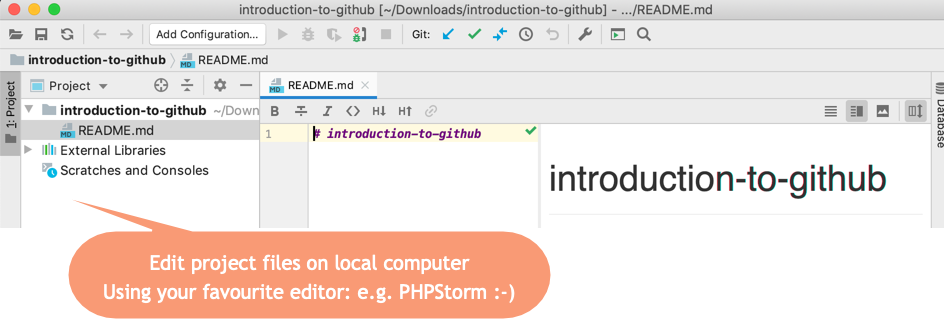 introduction-to-github [~/Downloads/introduction-to-github] - .../README.md
Add Configuration...
Git:
introduction-to-github
README.md
1: Project
Project
README.md
Database
introduction-to-github ~/Down
README.md
External Libraries
Scratches and Consoles
B
I
<>
H↓
H↑
1
# introduction-to-github
introduction-to-github
Edit project files on local computer
Using your favourite editor: e.g. PHPStorm :-)